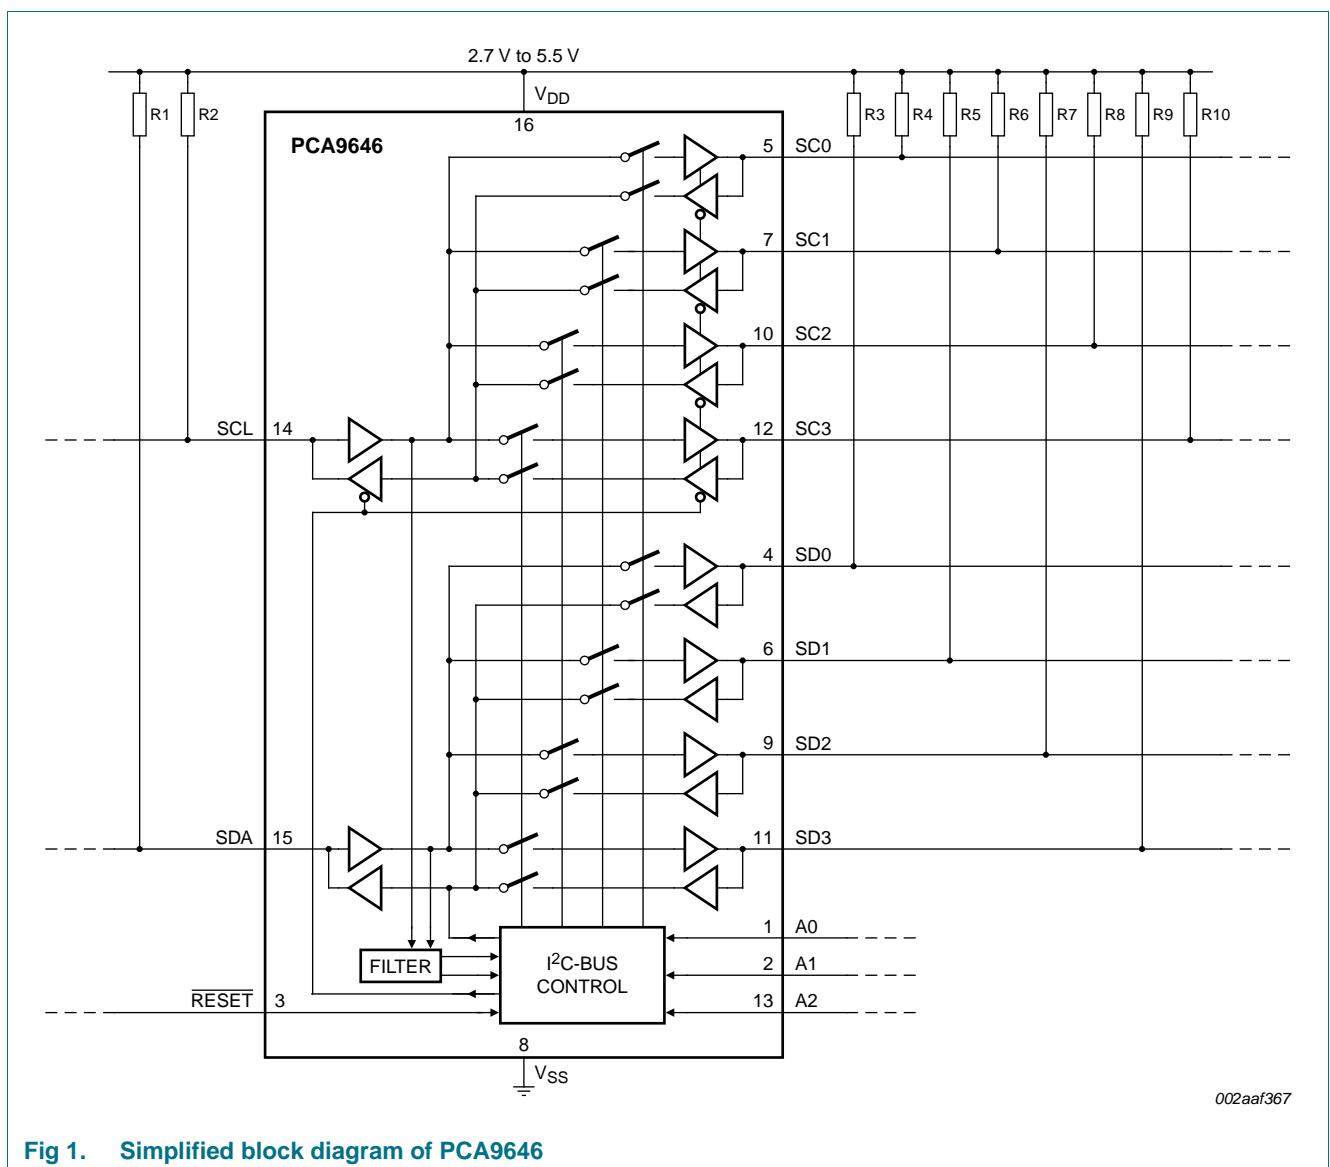 2.7 V to 5.5 V
VDD
16
R1 R2 R3 R4 R5 R6 R7 R8 R9 R10
PCA9646
5 SC0
7 SC1
10 SC2
SCL 14 12 SC3
4 SD0
6 SD1
9 SD2
SDA 15 11 SD3
1 A0
FILTER I2C-BUS CONTROL 2 A1
RESET 3 13 A2
8
VSS
002aaf367
Fig 1. Simplified block diagram of PCA9646